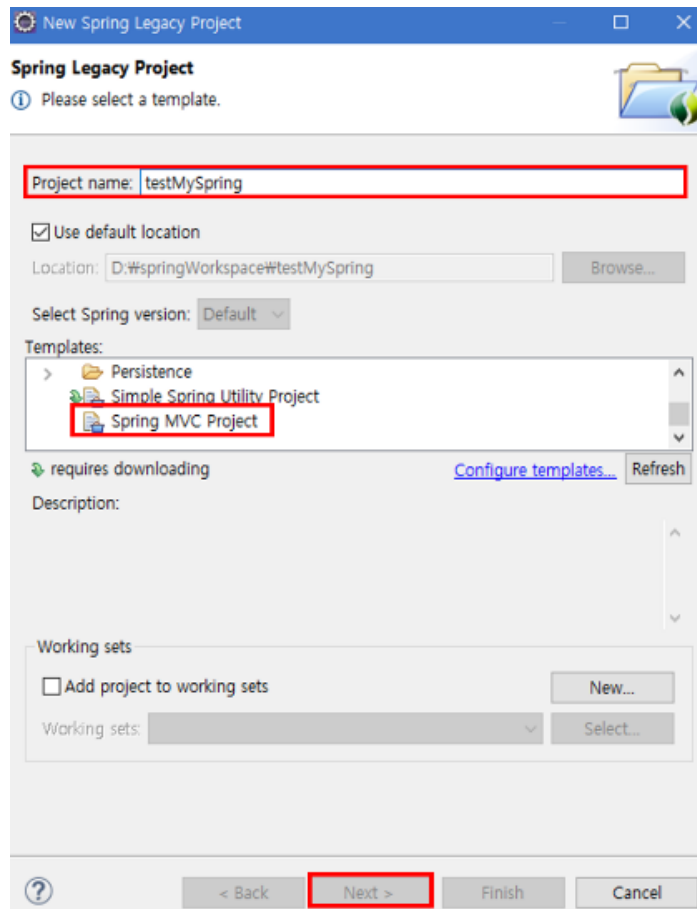 New Spring Legacy Project
Spring Legacy Project
Please select a template.
Project name: testMySpring
Use default location
Location: D:₩springWorkspace₩testMySpring Browse...
Select Spring version: Default
Templates:
Persistence
Simple Spring Utility Project
Spring MVC Project
requires downloading Configure templates... Refresh
Description:
Working sets
Add project to working sets New...
Working sets: Select...
< Back Next > Finish Cancel